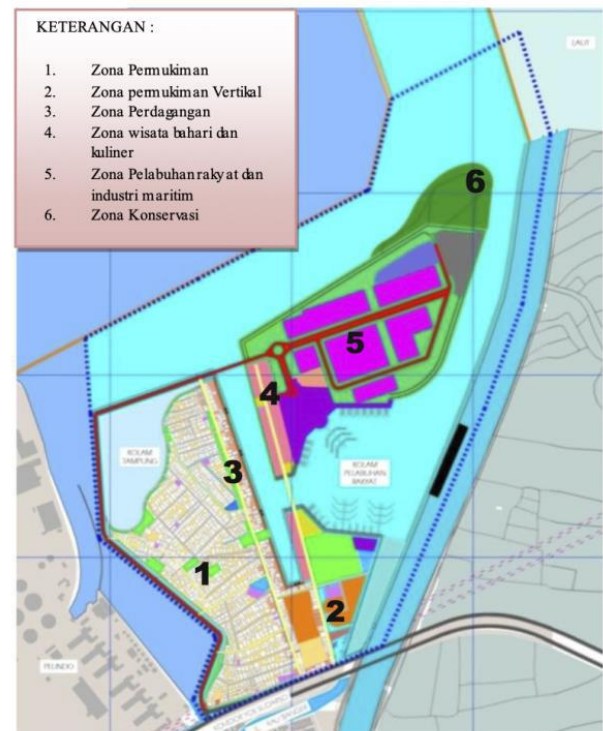 KETERANGAN :
1. Zona Permukiman
2. Zona permukiman Vertikal
3. Zona Perdagangan
4. Zona wisata bahari dan
kuliner
5. Zona Pelabuhan rakyat dan
industri maritim
6. Zona Konservasi
LAUT
6
5
4
KOLAM
TAMPUNG
3
KOLAM
PELABUHAN
RAKYAT
1
2
PELINDO